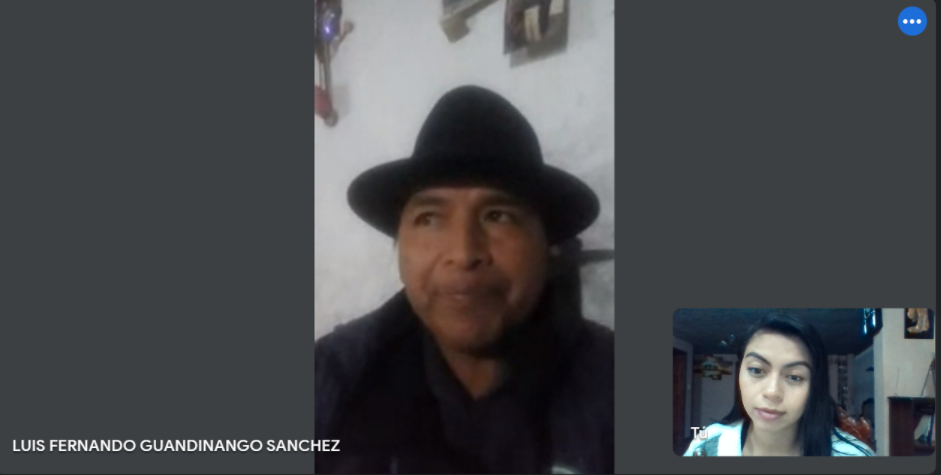 LUIS FERNANDO GUANDINANGO SANCHEZ
Tú